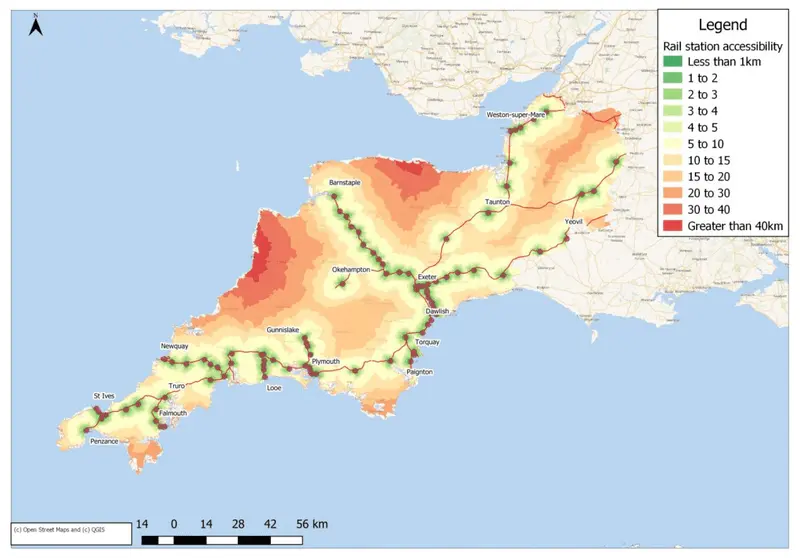 N
Legend
Rail station accessibility
Less than 1km
1 to 2
2 to 3
3 to 4
4 to 5
5 to 10
10 to 15
15 to 20
20 to 30
30 to 40
Greater than 40km
Weston-super-Mare
Barnstaple
Taunton
Yeovil
Okehampton
Exeter
Dawlish
Gunnislake
Newquay
Torquay
Plymouth
Paignton
Truro
Looe
St Ives
Falmouth
Penzance
(c) Open Street Maps and (c) QGIS
14 0 14 28 42 56 km